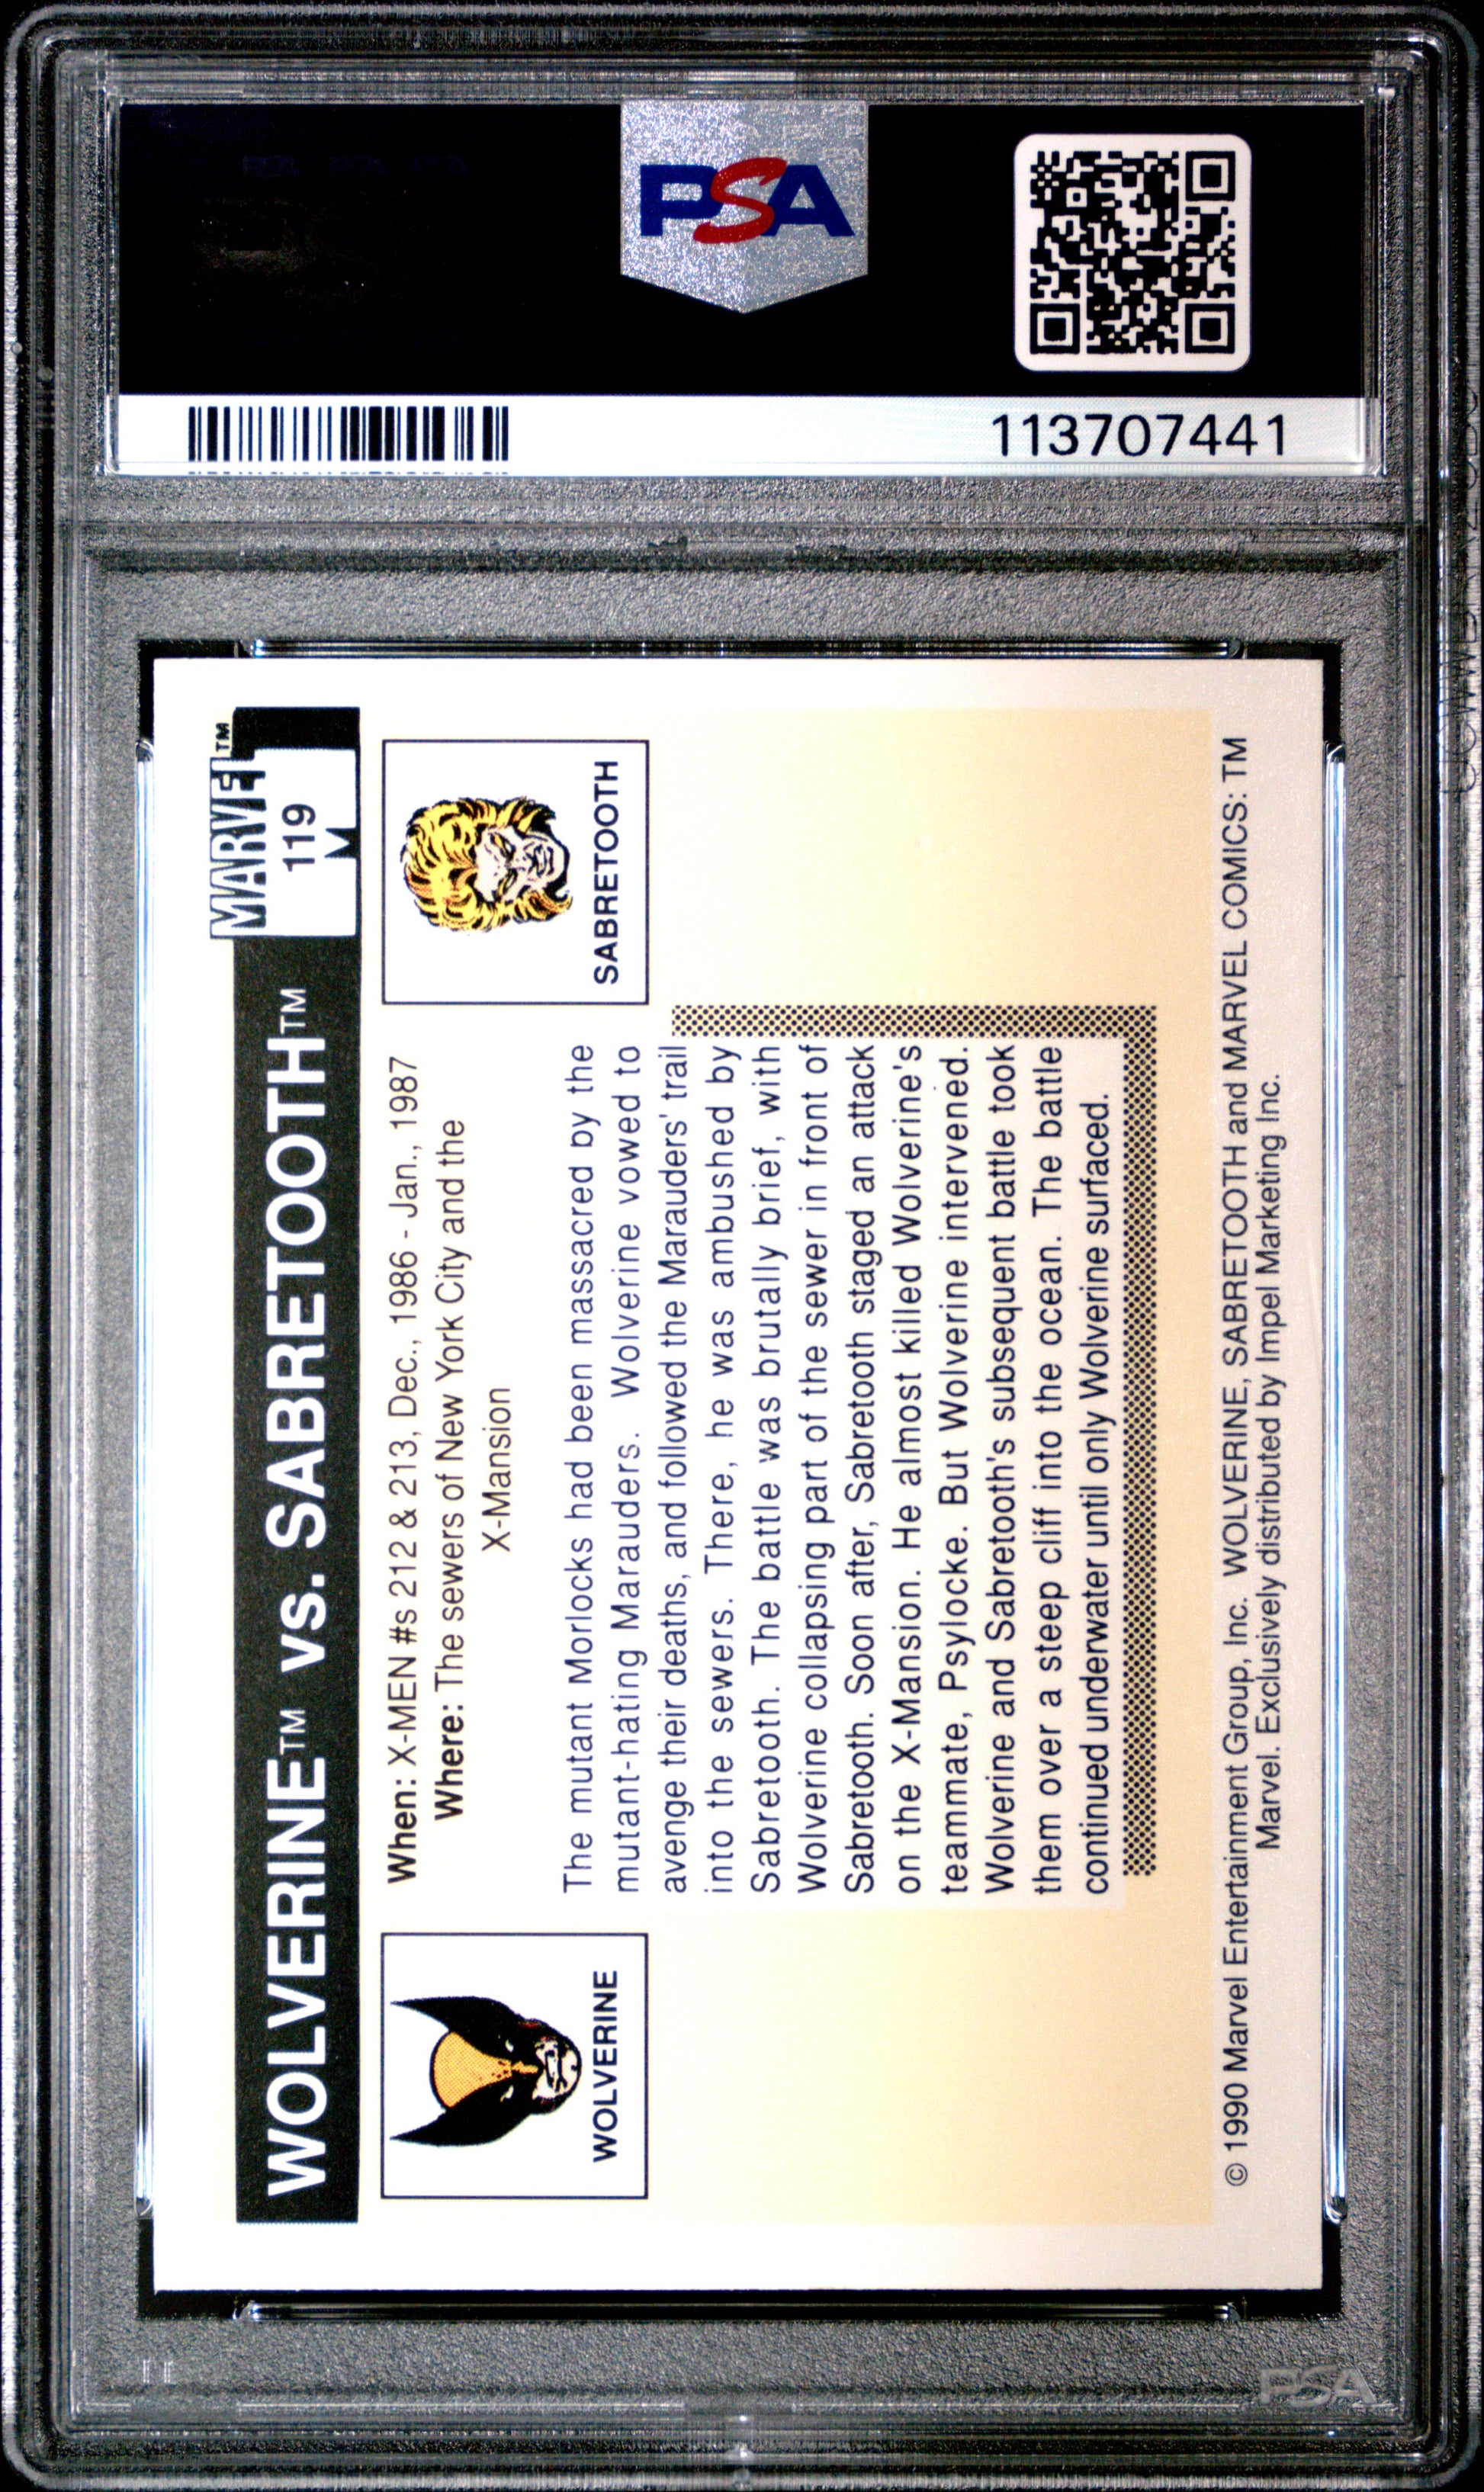 PSA
113707441
MARVEL™
119
WOLVERINE™ vs. SABRETOOTH™
When: X-MEN #s 212 & 213, Dec., 1986 - Jan., 1987
Where: The sewers of New York City and the
X-Mansion
WOLVERINE
SABRETOOTH
The mutant Morlocks had been massacred by the
mutant-hating Marauders. Wolverine vowed to
avenge their deaths, and followed the Marauders' trail
into the sewers. There, he was ambushed by
Sabretooth. The battle was brutally brief, with
Wolverine collapsing part of the sewer in front of
Sabretooth. Soon after, Sabretooth staged an attack
on the X-Mansion. He almost killed Wolverine's
teammate, Psylocke. But Wolverine intervened.
Wolverine and Sabretooth's subsequent battle took
them over a steep cliff into the ocean. The battle
continued underwater until only Wolverine surfaced.
© 1990 Marvel Entertainment Group, Inc. WOLVERINE, SABRETOOTH and MARVEL COMICS: TM
Marvel. Exclusively distributed by Impel Marketing Inc.
PSA